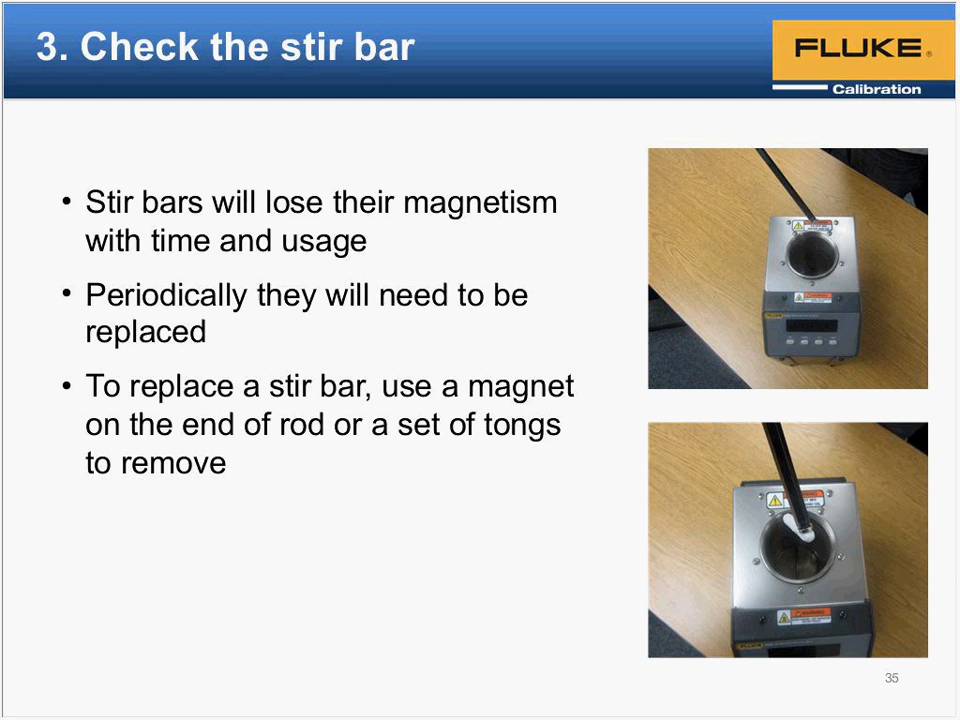 3. Check the stir bar
FLUKE®
Calibration
• Stir bars will lose their magnetism
with time and usage
• Periodically they will need to be
replaced
• To replace a stir bar, use a magnet
on the end of rod or a set of tongs
to remove
FLUKE
FLUKE
35